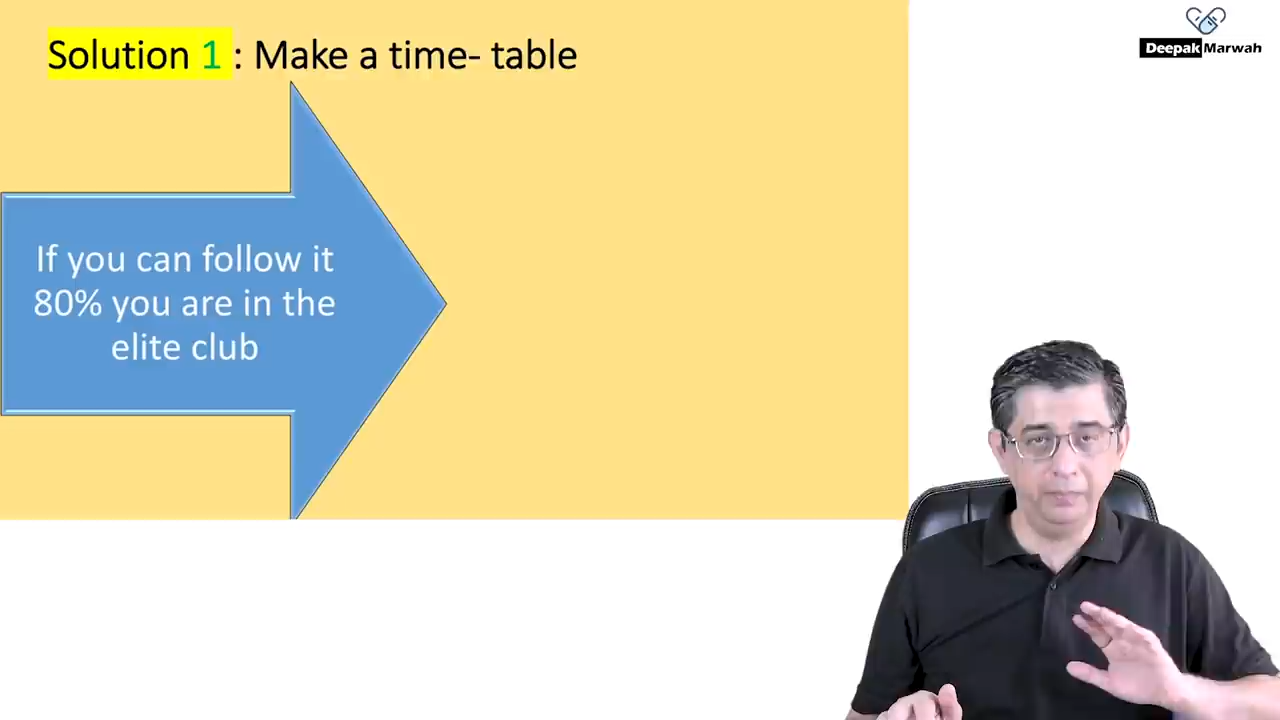 Solution 1 : Make a time- table
Deepak Marwah
If you can follow it
80% you are in the
elite club